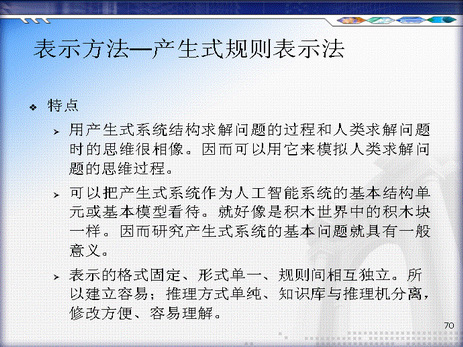 表示方法—产生式规则表示法
特点
用产生式系统结构求解问题的过程和人类求解问题
时的思维很相像。因而可以用它来模拟人类求解问
题的思维过程。
可以把产生式系统作为人工智能系统的基本结构单
元或基本模型看待。就好像是积木世界中的积木块
一样。因而研究产生式系统的基本问题就具有一般
意义。
表示的格式固定、形式单一、规则间相互独立。所
以建立容易；推理方式单纯、知识库与推理机分离，
修改方便、容易理解。
70